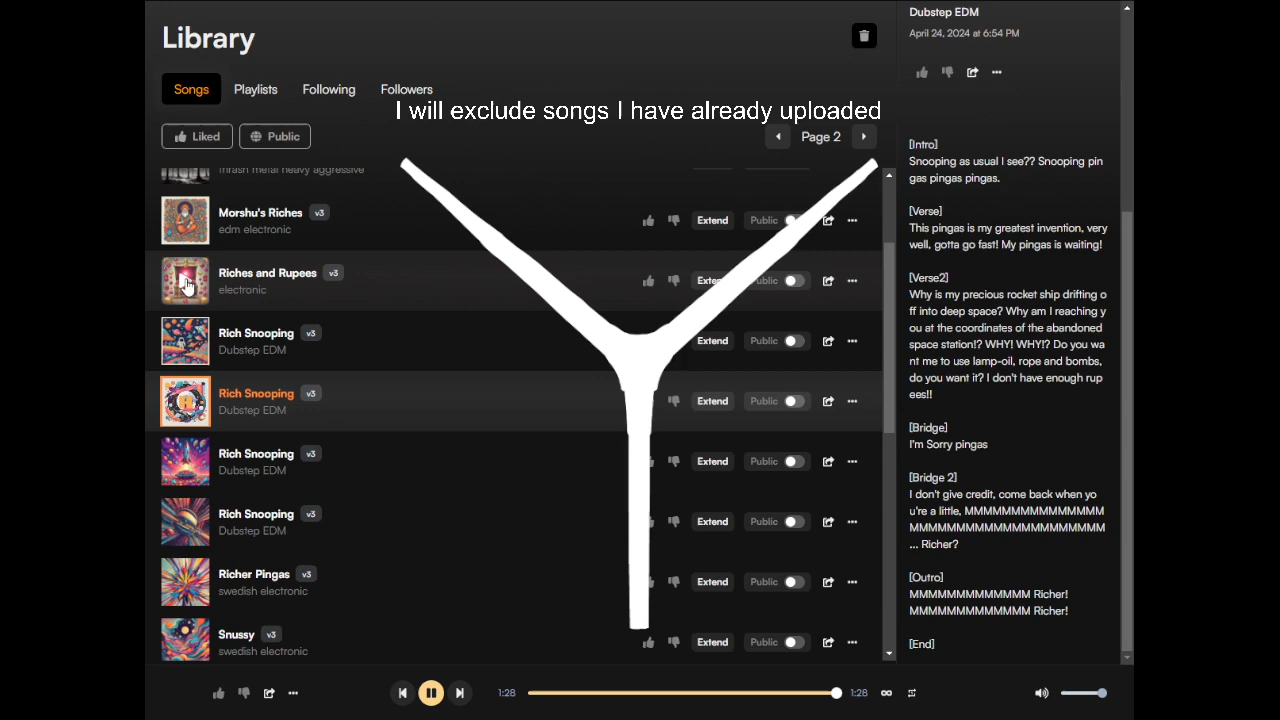 Library
Songs
Playlists
Following
Followers
I will exclude songs I have already uploaded
Liked
Public
Page 2
thrash metal heavy aggressive
Morshu's Riches v3
edm electronic
Extend
Public
Riches and Rupees v3
electronic
Extend
Public
Rich Snooping v3
Dubstep EDM
Extend
Public
Rich Snooping v3
Dubstep EDM
Extend
Public
Rich Snooping v3
Dubstep EDM
Extend
Public
Rich Snooping v3
Dubstep EDM
Extend
Public
Richer Pingas v3
swedish electronic
Extend
Public
Snussy v3
swedish electronic
Extend
Public
1:28
1:28
Dubstep EDM
April 24, 2024 at 6:54 PM
[Intro]
Snooping as usual I see?? Snooping pin
gas pingas pingas.
[Verse]
This pingas is my greatest invention, very
well, gotta go fast! My pingas is waiting!
[Verse2]
Why is my precious rocket ship drifting o
ff into deep space? Why am I reaching y
ou at the coordinates of the abandoned
space station!? WHY! WHY!? Do you wa
nt me to use lamp-oil, rope and bombs,
do you want it? I don't have enough rup
ees!!
[Bridge]
I'm Sorry pingas
[Bridge 2]
I don't give credit, come back when yo
u're a little, MMMMMMMMMMMMMMM
MMMMMMMMMMMMMMMMMMMMM
... Richer?
[Outro]
MMMMMMMMMMMMM Richer!
MMMMMMMMMMMMM Richer!
[End]